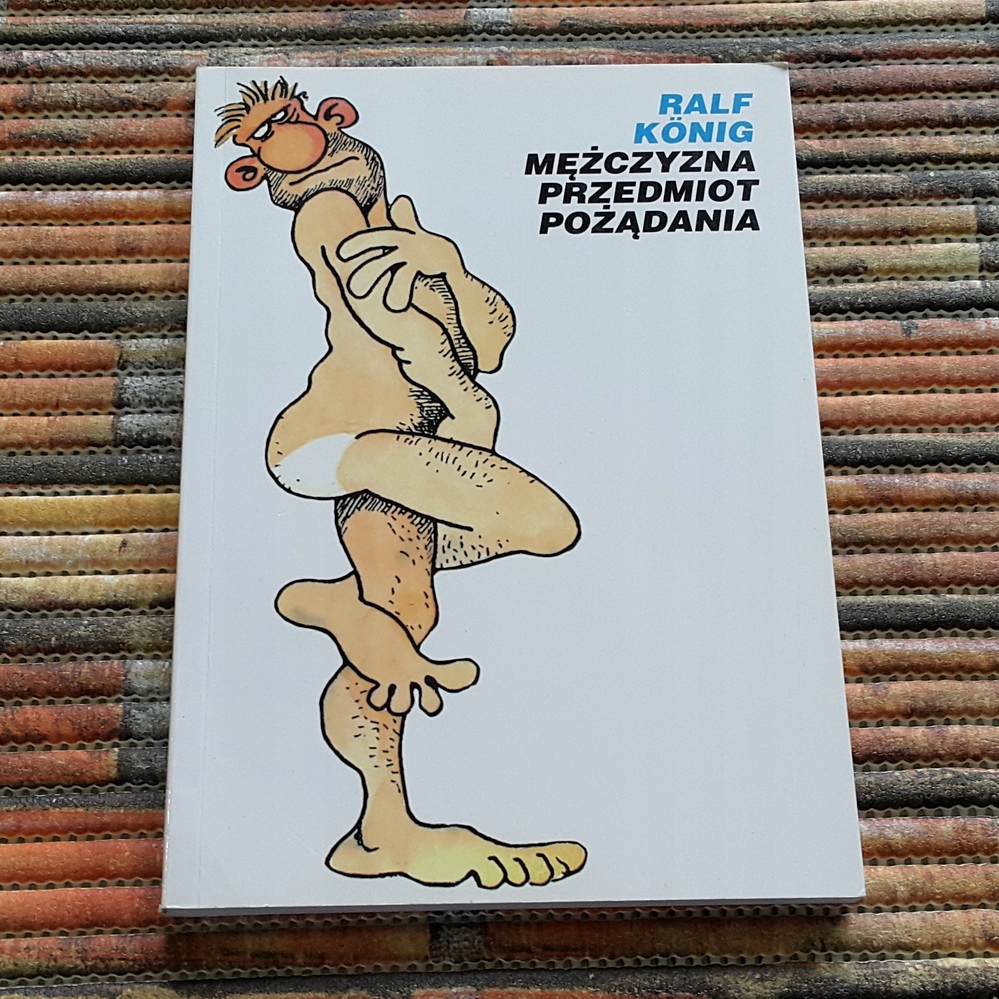 RALF
KÖNIG
MĘŻCZYZNA
PRZEDMIOT
POŻĄDANIA